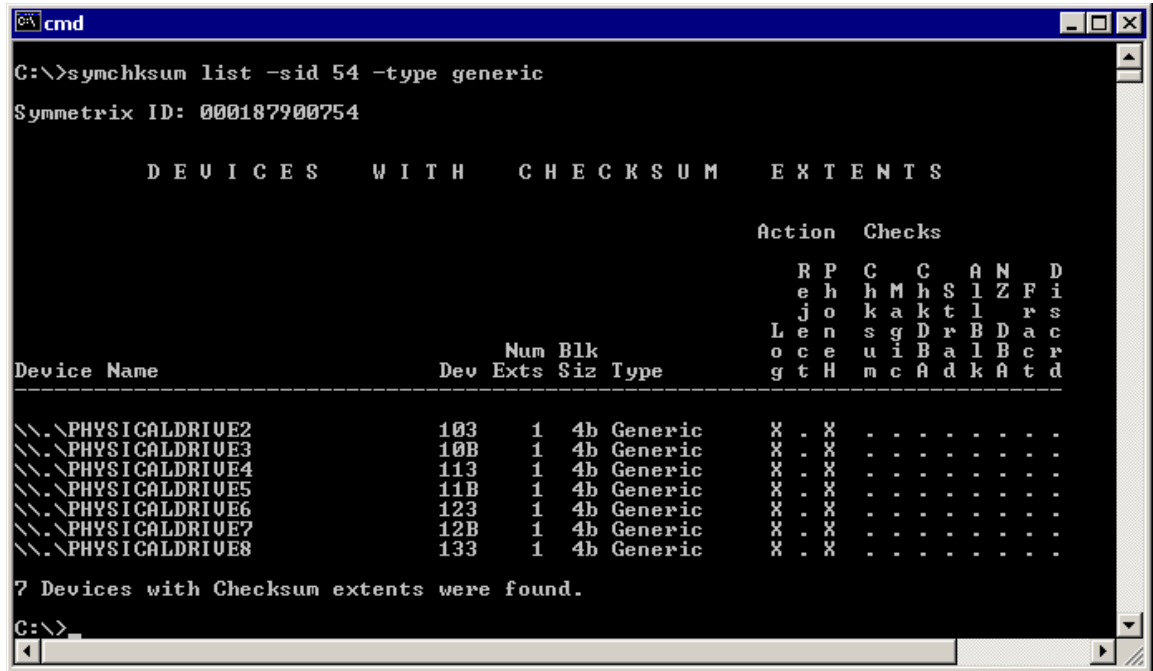 cmd
C:\>symchksum list -sid 54 -type generic
Symmetrix ID: 000187900754
D E V I C E S   W I T H   C H E C K S U M   E X T E N T S
Action  Checks
R P  C   C   A N     D
e h  h M h S l Z F i
j o  k a k t l   r s
L e n  s g D r B D a c
Num Blk  o c e  u i B a l B c r
Device Name  Dev Exts Siz Type  g t H  m c A d k A t d
--------------------------------------------------------------------------------
\\.\PHYSICALDRIVE2  103  1  4b Generic  X . X  . . . . . . . .
\\.\PHYSICALDRIVE3  10B  1  4b Generic  X . X  . . . . . . . .
\\.\PHYSICALDRIVE4  113  1  4b Generic  X . X  . . . . . . . .
\\.\PHYSICALDRIVE5  11B  1  4b Generic  X . X  . . . . . . . .
\\.\PHYSICALDRIVE6  123  1  4b Generic  X . X  . . . . . . . .
\\.\PHYSICALDRIVE7  12B  1  4b Generic  X . X  . . . . . . . .
\\.\PHYSICALDRIVE8  133  1  4b Generic  X . X  . . . . . . . .
7 Devices with Checksum extents were found.
C:\>_